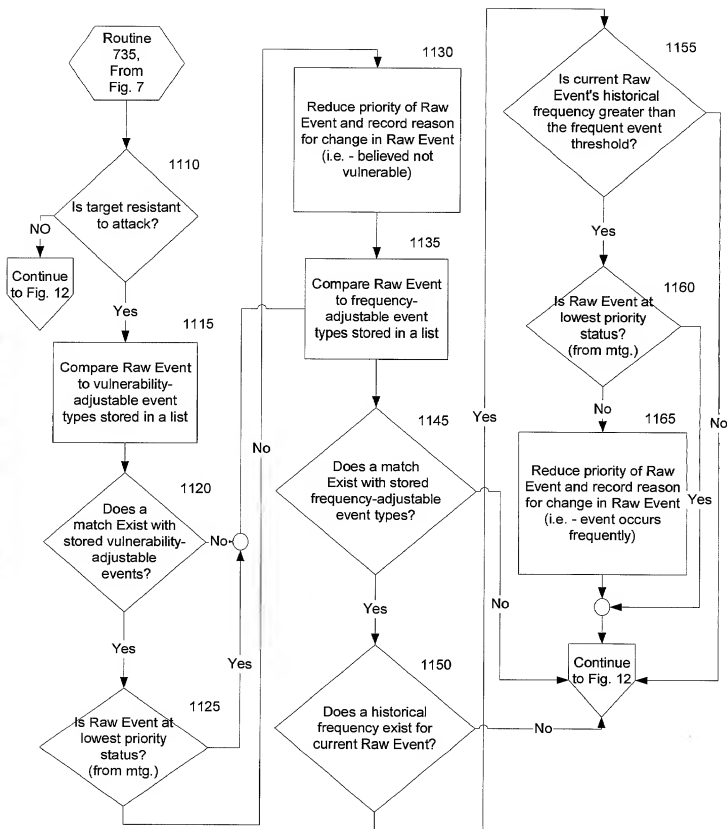 Routine
735,
From
Fig. 7
1110
Is target resistant
to attack?
NO
Continue
to Fig. 12
Yes
1115
Compare Raw Event
to vulnerability-
adjustable event
types stored in a list
1120
Does a
match Exist with
stored vulnerability-
adjustable
events?
No
Yes
Yes
1125
Is Raw Event at
lowest priority
status?
(from mtg.)
No
1130
Reduce priority of Raw
Event and record reason
for change in Raw Event
(i.e. - believed not
vulnerable)
1135
Compare Raw Event
to frequency-
adjustable event
types stored in a list
1145
Does a match
Exist with stored
frequency-adjustable
event types?
No
Yes
1150
Does a historical
frequency exist for
current Raw Event?
No
Yes
1155
Is current Raw
Event's historical
frequency greater than
the frequent event
threshold?
Yes
No
1160
Is Raw Event at
lowest priority
status?
(from mtg.)
No
Yes
1165
Reduce priority of Raw
Event and record reason
for change in Raw Event
(i.e. - event occurs
frequently)
Continue
to Fig. 12